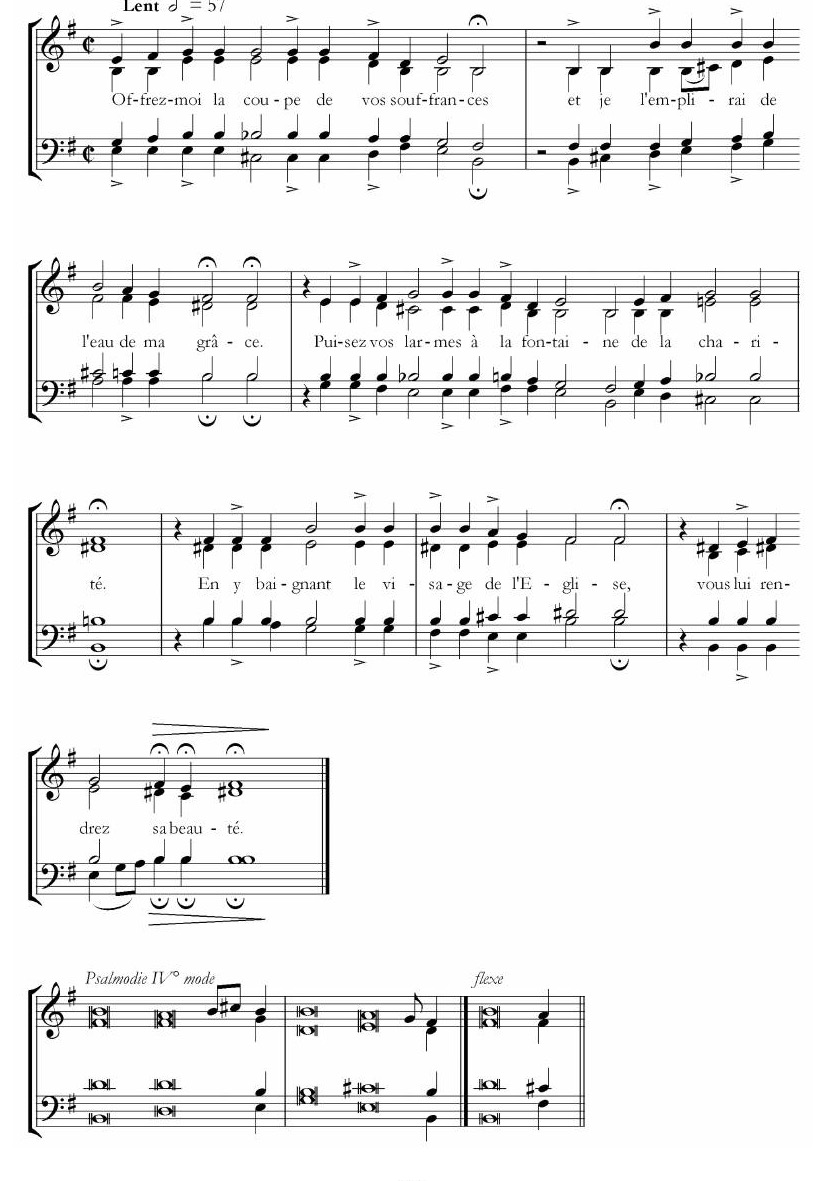 Lent 𝅗𝅥 = 57
Of-frez-moi la cou-pe de vos souf-fran-ces et je l'em-pli-rai de
l'eau de ma grâ-ce. Pui-sez vos lar-mes à la fon-tai-ne de la cha-ri-
té. En y bai-gnant le vi-sa-ge de l'E-gli-se, vous lui ren-
drez sa beau-té.
Psalmodie IV° mode flexe